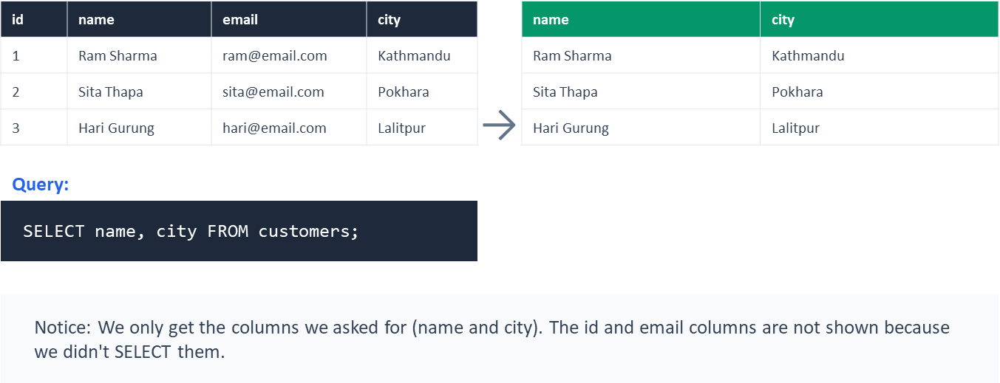 id name email city
1 Ram Sharma ram@email.com Kathmandu
2 Sita Thapa sita@email.com Pokhara
3 Hari Gurung hari@email.com Lalitpur
name city
Ram Sharma Kathmandu
Sita Thapa Pokhara
Hari Gurung Lalitpur
Query:
SELECT name, city FROM customers;
Notice: We only get the columns we asked for (name and city). The id and email columns are not shown because
we didn't SELECT them.